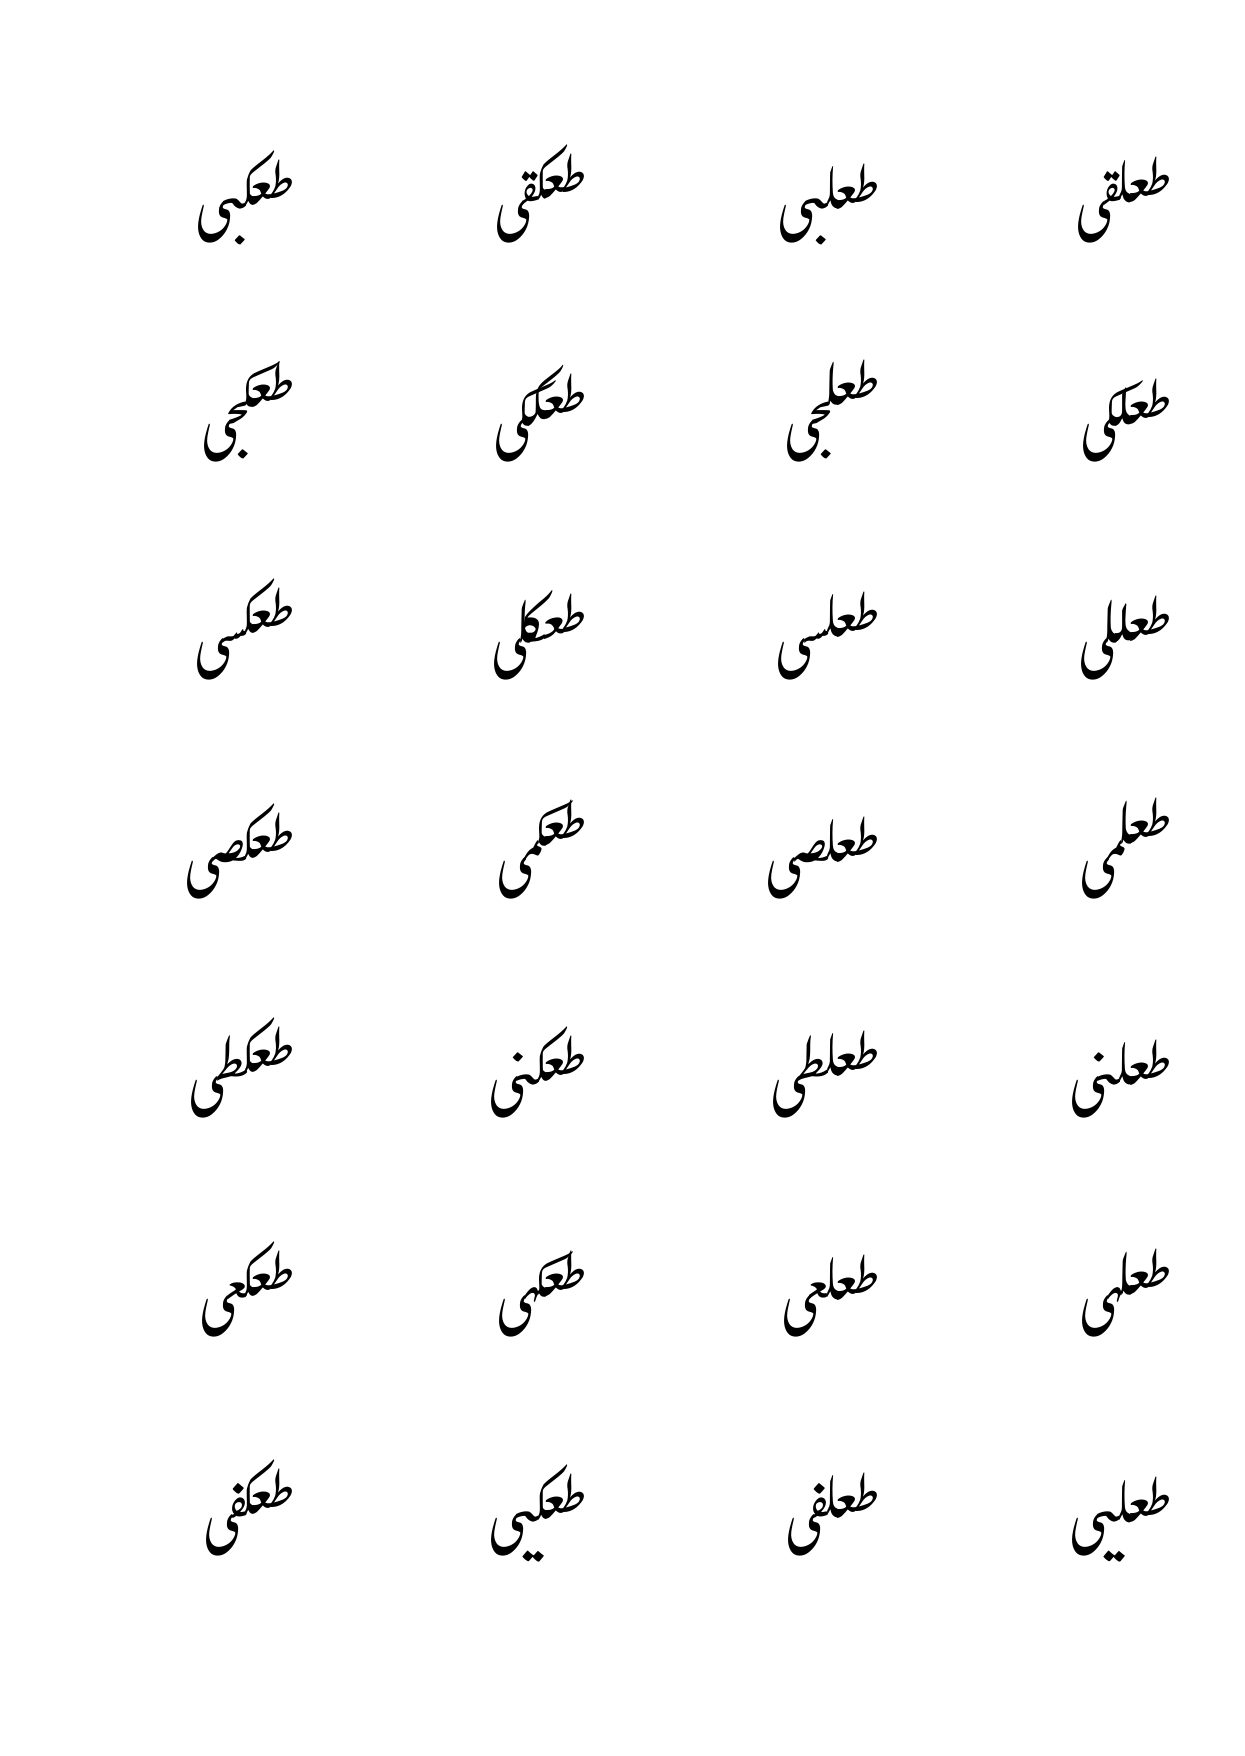 طعلقی طعلبی طعکقی طعکبی
طعلکی طعلجی طعککی طعکجی
طعللی طعلسی طعکلی طعکسی
طعلمی طعلصی طعکمی طعکصی
طعلنی طعلطی طعکنی طعکطی
طعلہی طعلعی طعکہی طعکعی
طعلیی طعلفی طعکیی طعکفی